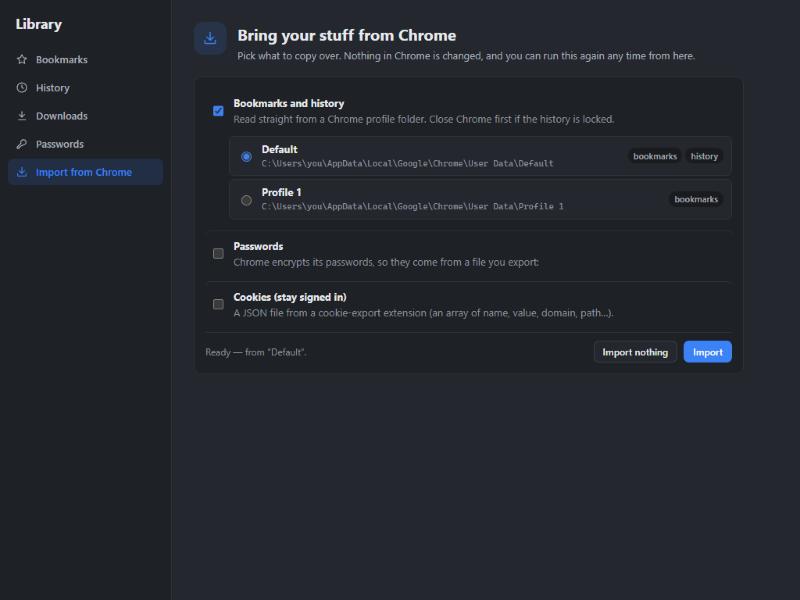 Library
Bookmarks
History
Downloads
Passwords
Import from Chrome
Bring your stuff from Chrome
Pick what to copy over. Nothing in Chrome is changed, and you can run this again any time from here.
Bookmarks and history
Read straight from a Chrome profile folder. Close Chrome first if the history is locked.
Default
C:\Users\you\AppData\Local\Google\Chrome\User Data\Default
bookmarks history
Profile 1
C:\Users\you\AppData\Local\Google\Chrome\User Data\Profile 1
bookmarks
Passwords
Chrome encrypts its passwords, so they come from a file you export:
Cookies (stay signed in)
A JSON file from a cookie-export extension (an array of name, value, domain, path…).
Ready — from "Default".
Import nothing
Import